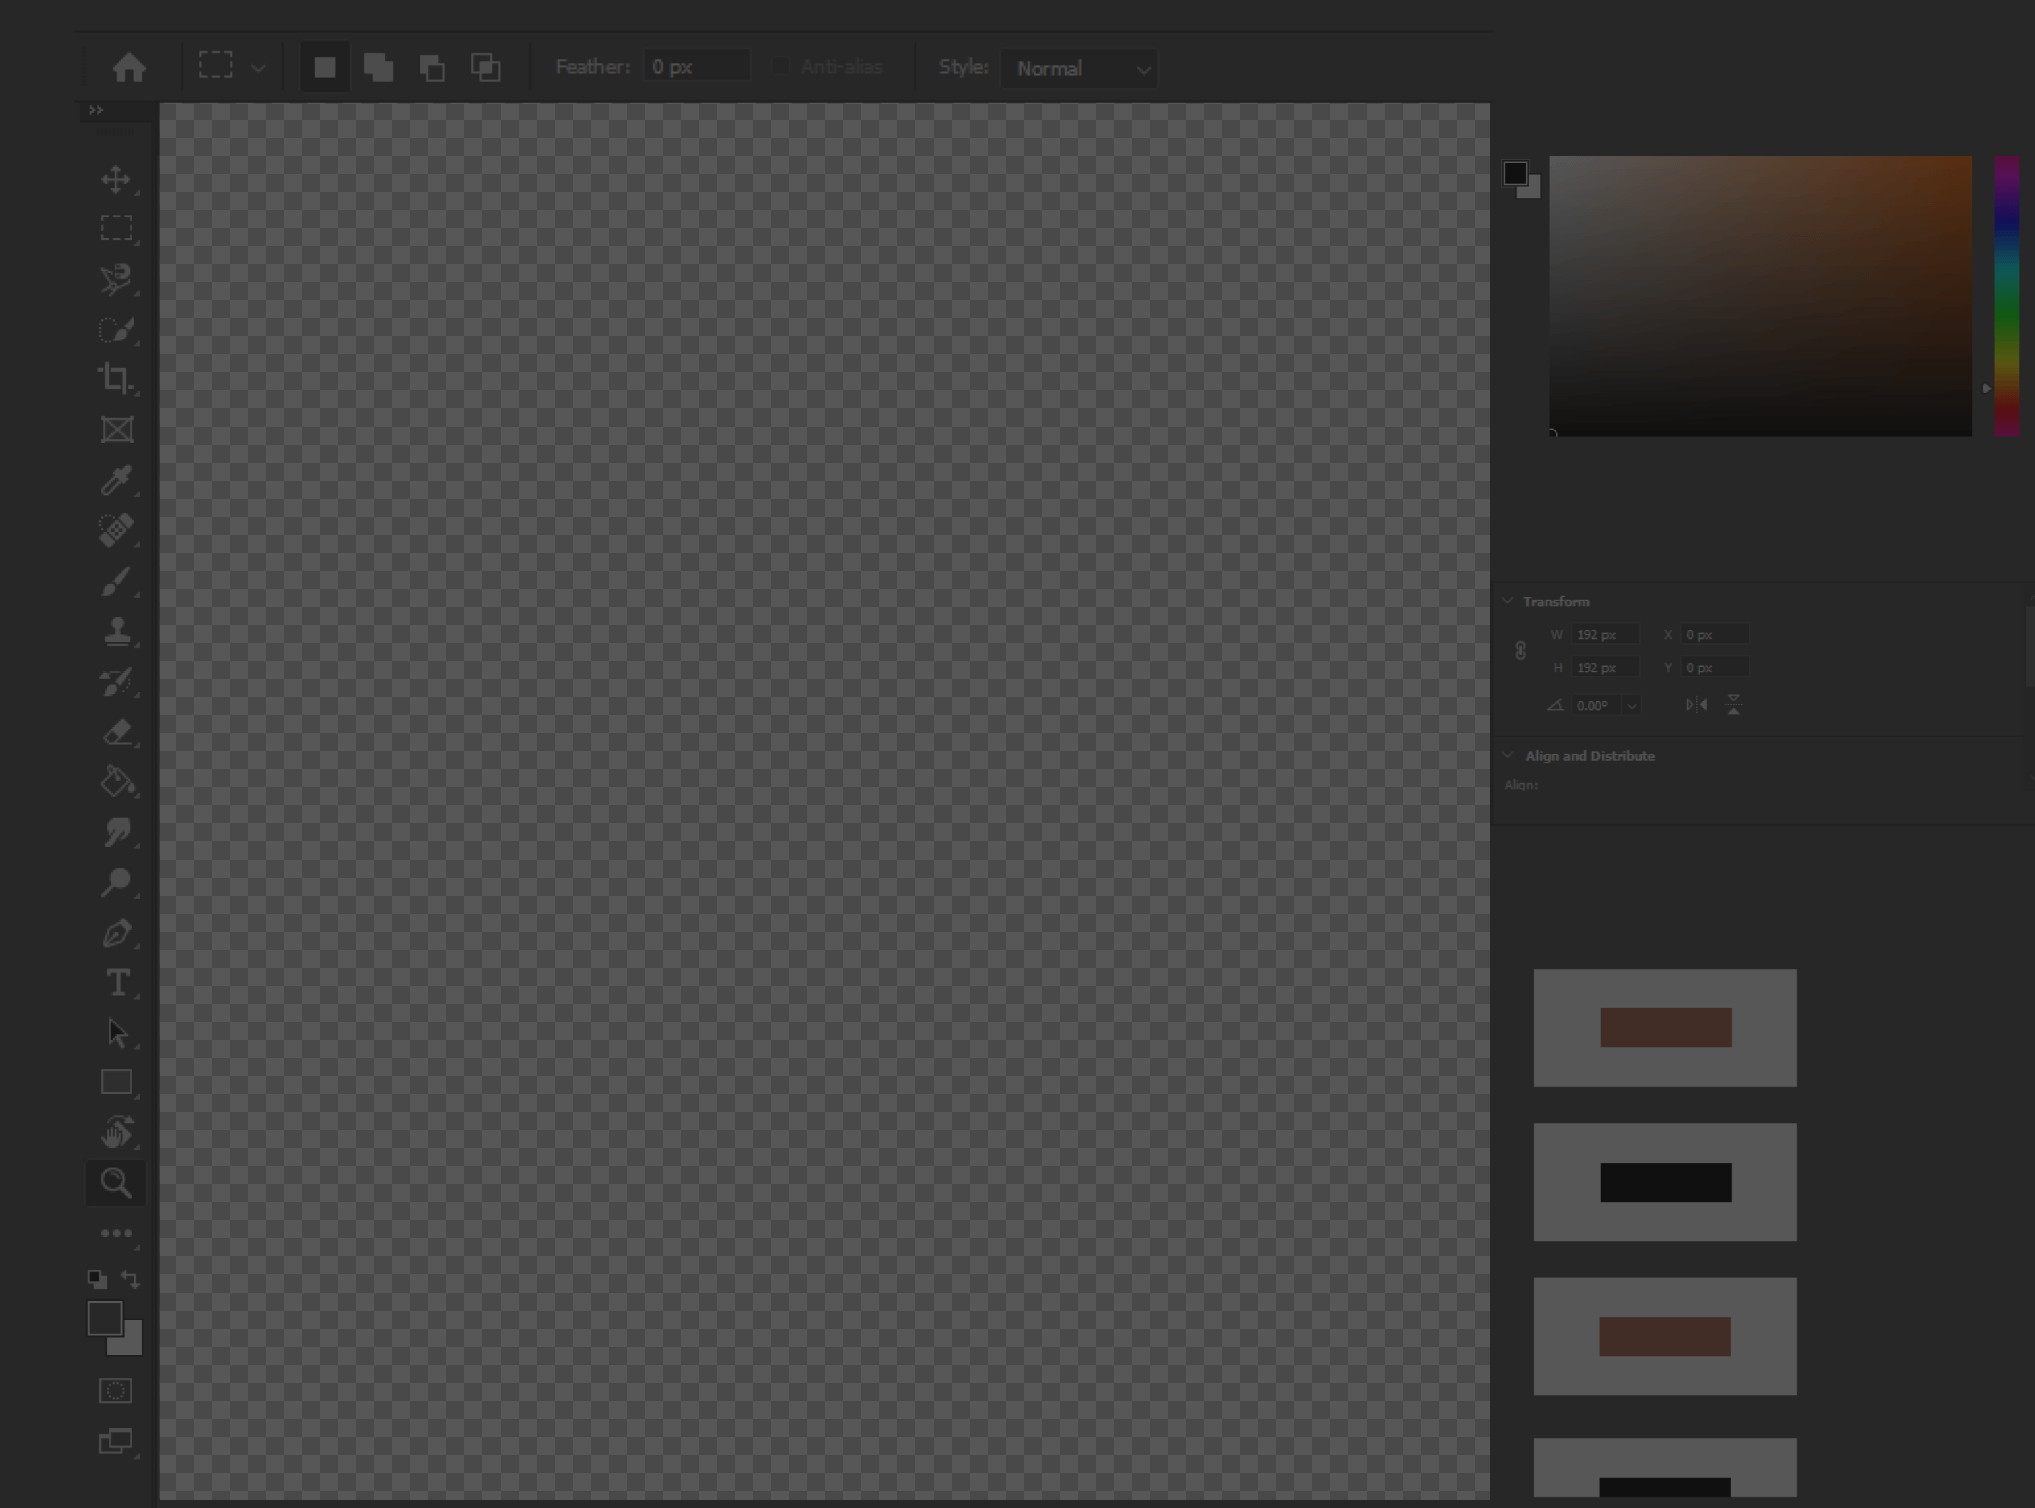 Feather: 0 px Anti-alias Style: Normal
Transform
W 192 px X 0 px
H 192 px Y 0 px
0.00°
Align and Distribute
Align: